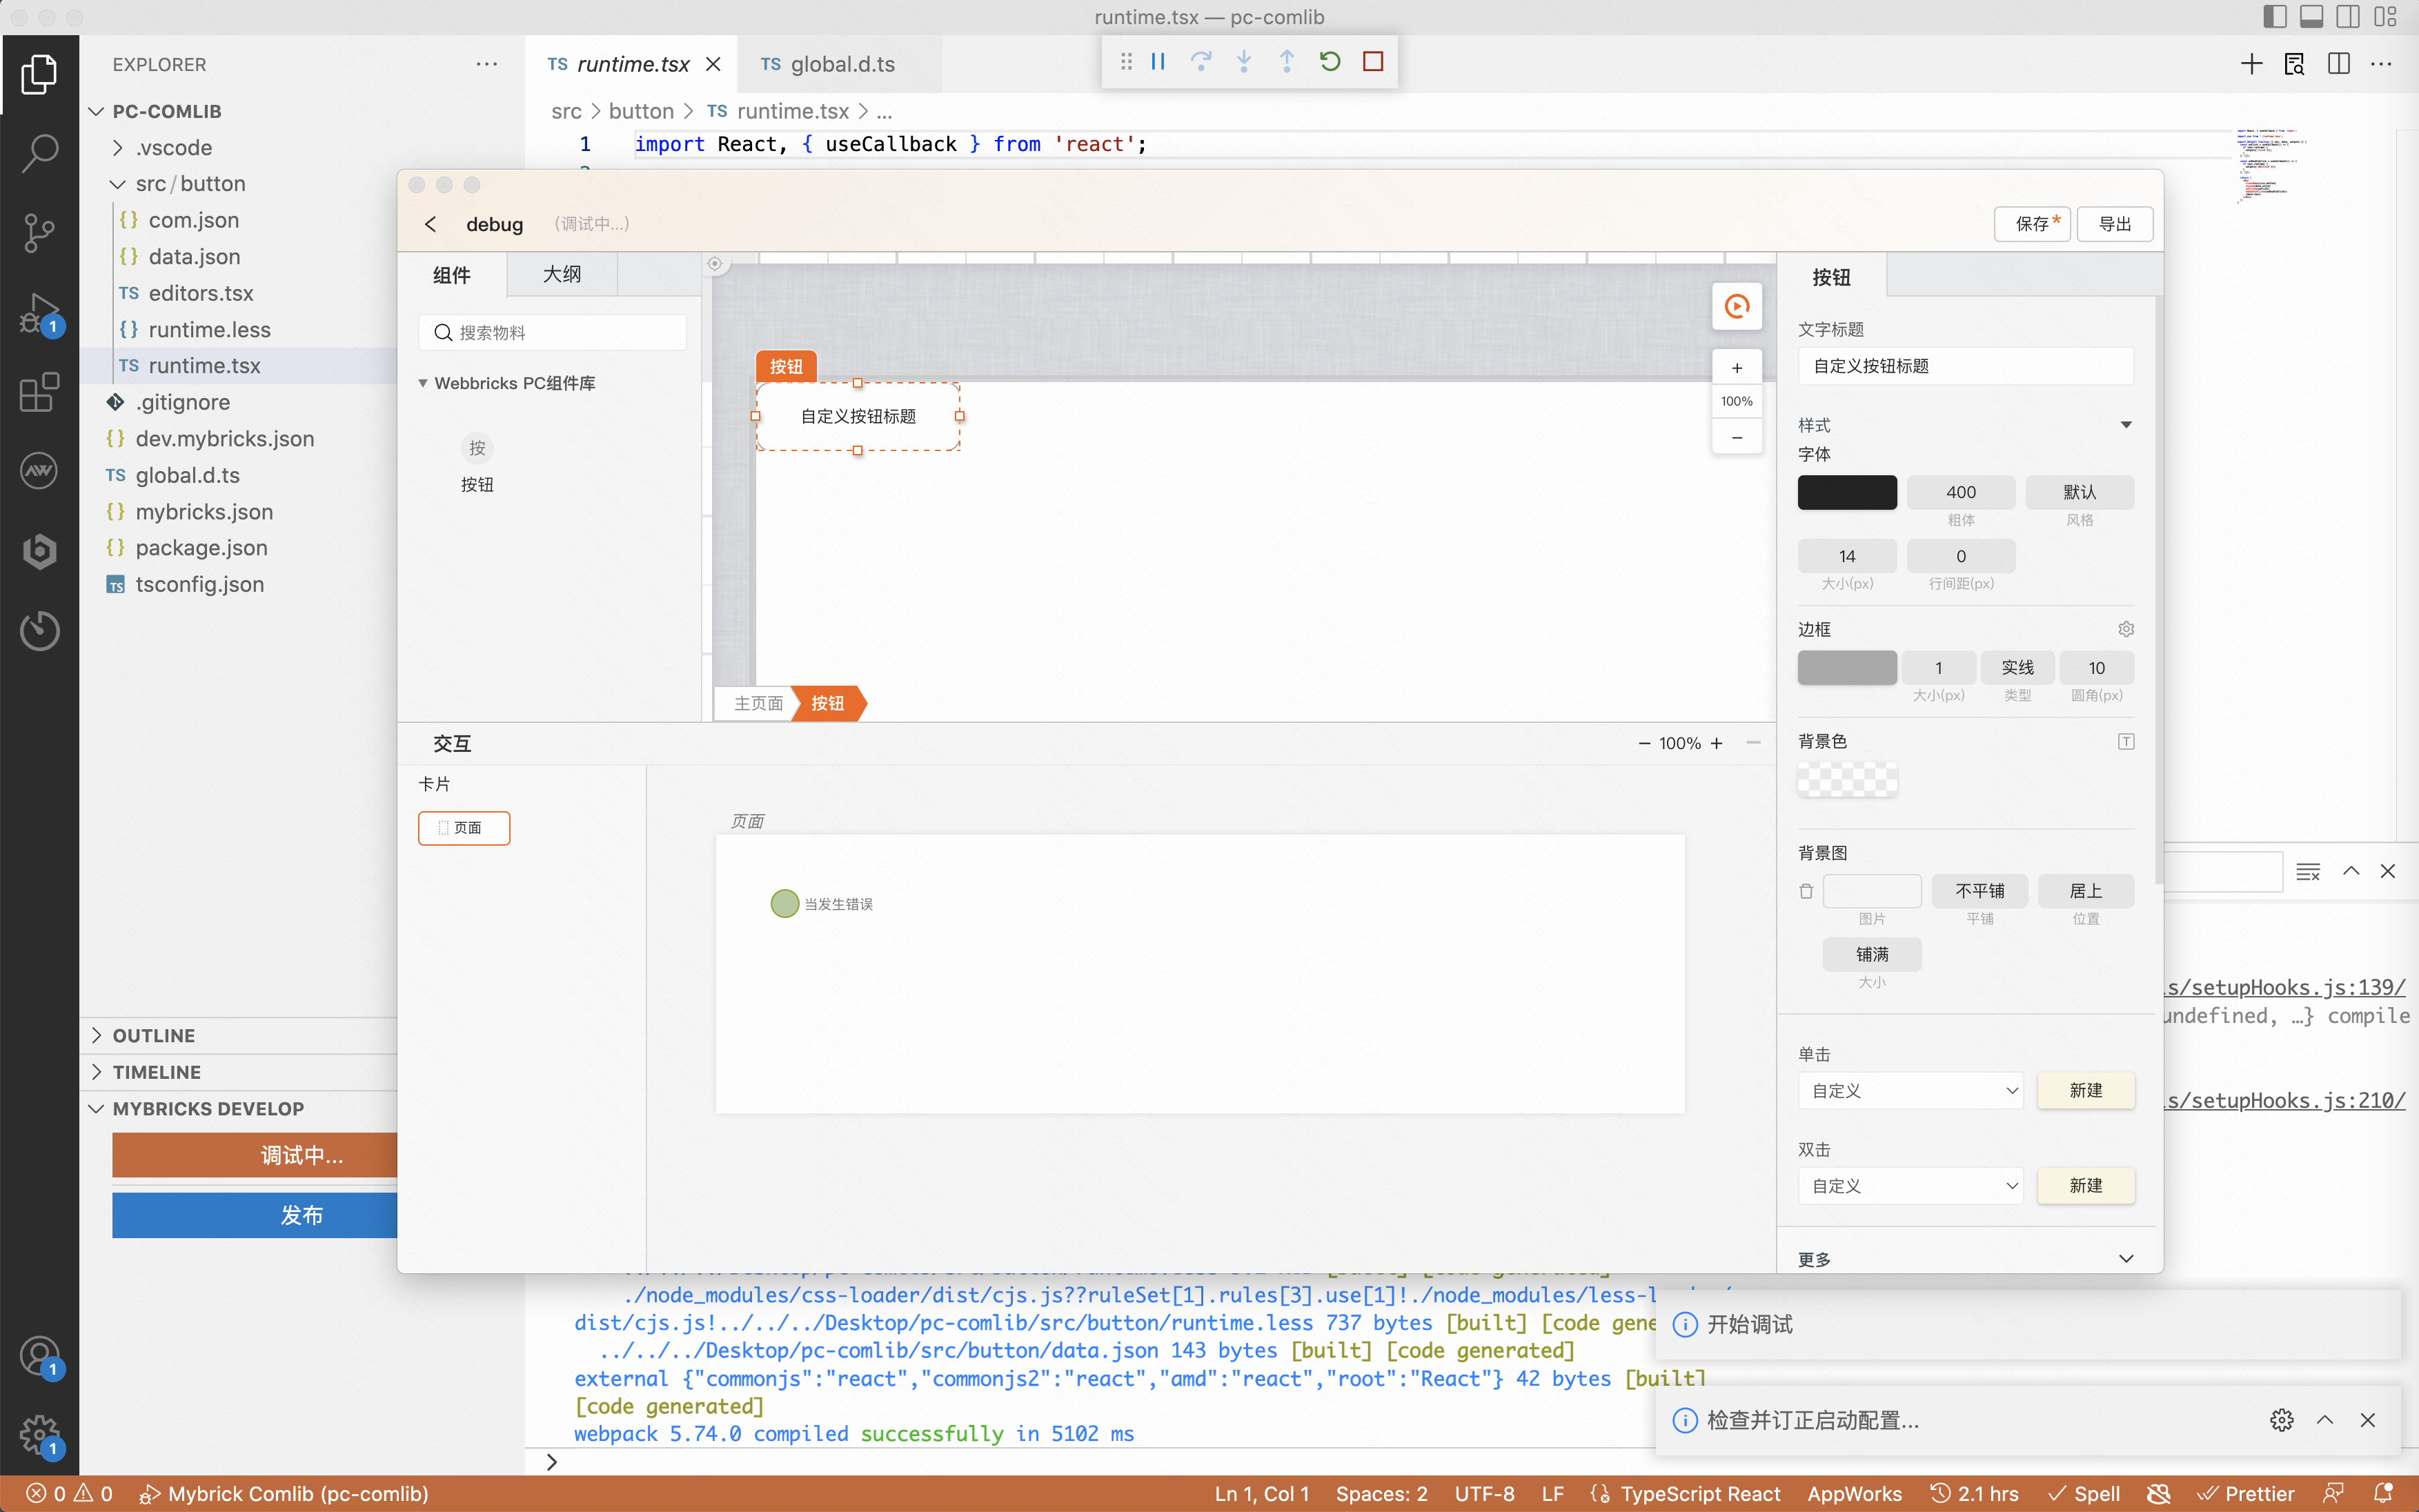 runtime.tsx — pc-comlib
EXPLORER
PC-COMLIB
.vscode
src/button
com.json
data.json
TS editors.tsx
runtime.less
TS runtime.tsx
.gitignore
dev.mybricks.json
TS global.d.ts
mybricks.json
package.json
TS tsconfig.json
OUTLINE
TIMELINE
MYBRICKS DEVELOP
调试中...
发布
1
1
1
TS runtime.tsx
TS global.d.ts
src > button > TS runtime.tsx > ...
1 import React, { useCallback } from 'react';
debug （调试中...）
保存*
导出
组件
大纲
搜索物料
Webbricks PC组件库
按
按钮
按钮
自定义按钮标题
+
100%
−
主页面
按钮
交互
− 100% +
卡片
页面
页面
当发生错误
按钮
文字标题
自定义按钮标题
样式
字体
400 默认
粗体 风格
14 0
大小(px) 行间距(px)
边框
1 实线 10
大小(px) 类型 圆角(px)
背景色
T
背景图
不平铺 居上
图片 平铺 位置
铺满
大小
单击
自定义 新建
双击
自定义 新建
更多
s/setupHooks.js:139/
undefined, …} compile
s/setupHooks.js:210/
./node_modules/css-loader/dist/cjs.js??ruleSet[1].rules[3].use[1]!./node_modules/less-l
dist/cjs.js!../../../Desktop/pc-comlib/src/button/runtime.less 737 bytes [built] [code gene
../../../Desktop/pc-comlib/src/button/data.json 143 bytes [built] [code generated]
external {"commonjs":"react","commonjs2":"react","amd":"react","root":"React"} 42 bytes [built]
[code generated]
webpack 5.74.0 compiled successfully in 5102 ms
开始调试
检查并订正启动配置...
0 0 Mybrick Comlib (pc-comlib)
Ln 1, Col 1 Spaces: 2 UTF-8 LF TypeScript React AppWorks 2.1 hrs Spell Prettier